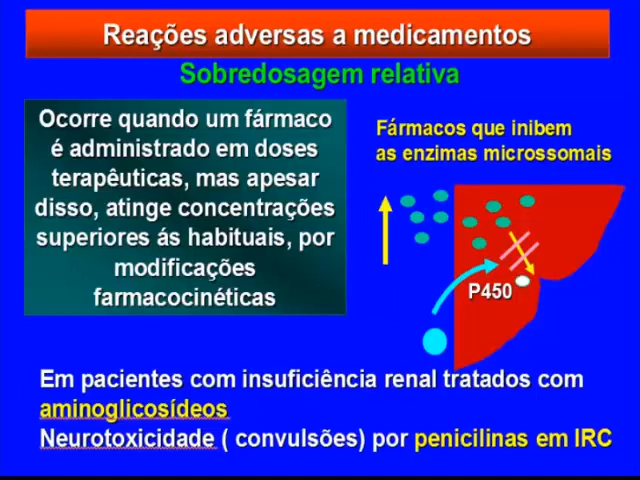 Reações adversas a medicamentos
Sobredosagem relativa
Ocorre quando um fármaco
é administrado em doses
terapêuticas, mas apesar
disso, atinge concentrações
superiores ás habituais, por
modificações
farmacocinéticas
Fármacos que inibem
as enzimas microssomais
P450
Em pacientes com insuficiência renal tratados com
aminoglicosídeos
Neurotoxicidade ( convulsões) por penicilinas em IRC